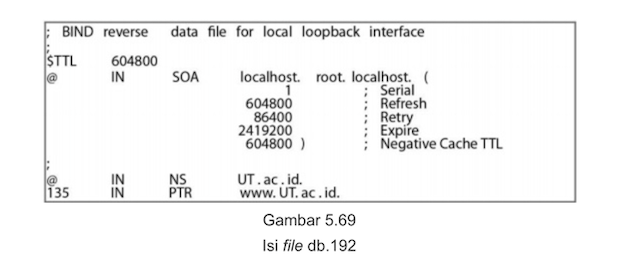 ; BIND reverse data file for local loopback interface
;
$TTL 604800
@ IN SOA localhost. root. localhost. (
1 ; Serial
604800 ; Refresh
86400 ; Retry
2419200 ; Expire
604800 ) ; Negative Cache TTL
;
@ IN NS UT.ac.id.
135 IN PTR www.UT.ac.id.
Gambar 5.69
Isi file db.192